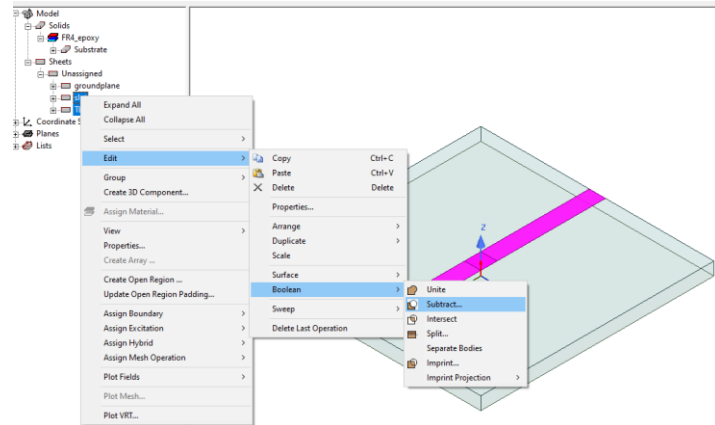 Model
Solids
FR4_epoxy
Substrate
Sheets
Unassigned
groundplane
Coordinate S
Planes
Lists
Expand All
Collapse All
Select
Edit
Group
Create 3D Component...
Assign Material...
View
Properties...
Create Array ...
Create Open Region ...
Update Open Region Padding...
Assign Boundary
Assign Excitation
Assign Hybrid
Assign Mesh Operation
Plot Fields
Plot Mesh...
Plot VRT...
Copy Ctrl+C
Paste Ctrl+V
Delete Delete
Properties...
Arrange
Duplicate
Scale
Surface
Boolean
Sweep
Delete Last Operation
Unite
Subtract...
Intersect
Split...
Separate Bodies
Imprint...
Imprint Projection
Z